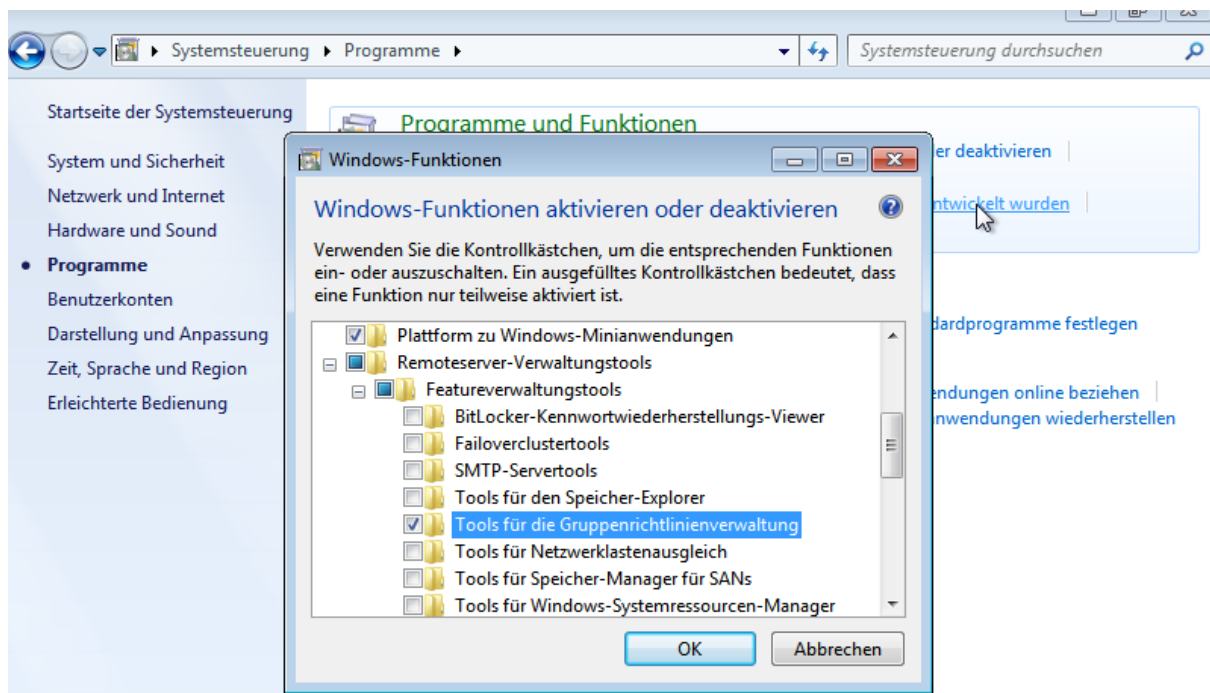 Systemsteuerung ▸ Programme ▸
Systemsteuerung durchsuchen
Startseite der Systemsteuerung
System und Sicherheit
Netzwerk und Internet
Hardware und Sound
Programme
Benutzerkonten
Darstellung und Anpassung
Zeit, Sprache und Region
Erleichterte Bedienung
Programme und Funktionen
er deaktivieren
ntwickelt wurden
dardprogramme festlegen
endungen online beziehen
nwendungen wiederherstellen
Windows-Funktionen
Windows-Funktionen aktivieren oder deaktivieren
Verwenden Sie die Kontrollkästchen, um die entsprechenden Funktionen
ein- oder auszuschalten. Ein ausgefülltes Kontrollkästchen bedeutet, dass
eine Funktion nur teilweise aktiviert ist.
Plattform zu Windows-Minianwendungen
Remoteserver-Verwaltungstools
Featureverwaltungstools
BitLocker-Kennwortwiederherstellungs-Viewer
Failoverclustertools
SMTP-Servertools
Tools für den Speicher-Explorer
Tools für die Gruppenrichtlinienverwaltung
Tools für Netzwerklastenausgleich
Tools für Speicher-Manager für SANs
Tools für Windows-Systemressourcen-Manager
OK
Abbrechen